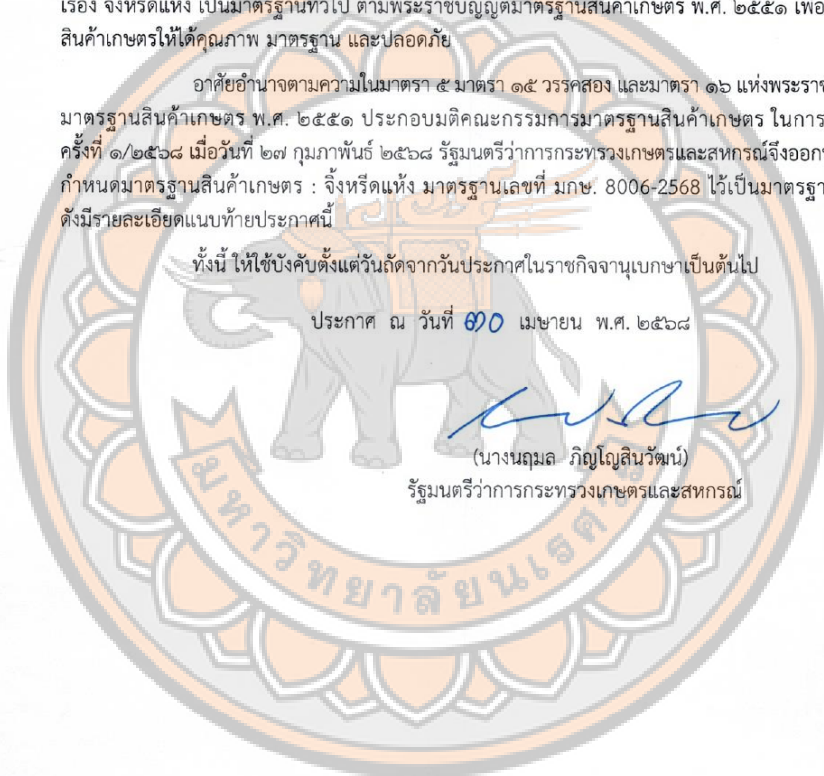 เรื่อง จิ้งหรีดแห้ง เป็นมาตรฐานทั่วไป ตามพระราชบัญญัติมาตรฐานสินค้าเกษตร พ.ศ. ๒๕๕๑ เพื่อ
สินค้าเกษตรให้ได้คุณภาพ มาตรฐาน และปลอดภัย
อาศัยอำนาจตามความในมาตรา ๕ มาตรา ๑๕ วรรคสอง และมาตรา ๑๖ แห่งพระราช
มาตรฐานสินค้าเกษตร พ.ศ. ๒๕๕๑ ประกอบมติคณะกรรมการมาตรฐานสินค้าเกษตร ในการ
ครั้งที่ ๑/๒๕๖๘ เมื่อวันที่ ๒๗ กุมภาพันธ์ ๒๕๖๘ รัฐมนตรีว่าการกระทรวงเกษตรและสหกรณ์จึงออก
กำหนดมาตรฐานสินค้าเกษตร : จิ้งหรีดแห้ง มาตรฐานเลขที่ มกษ. 8006-2568 ไว้เป็นมาตรฐาน
ดังมีรายละเอียดแนบท้ายประกาศนี้
ทั้งนี้ ให้ใช้บังคับตั้งแต่วันถัดจากวันประกาศในราชกิจจานุเบกษาเป็นต้นไป
ประกาศ ณ วันที่ ๓๐ เมษายน พ.ศ. ๒๕๖๘
(นางนฤมล ภิญโญสินวัฒน์)
รัฐมนตรีว่าการกระทรวงเกษตรและสหกรณ์
มหาวิทยาลัยนเรศวร